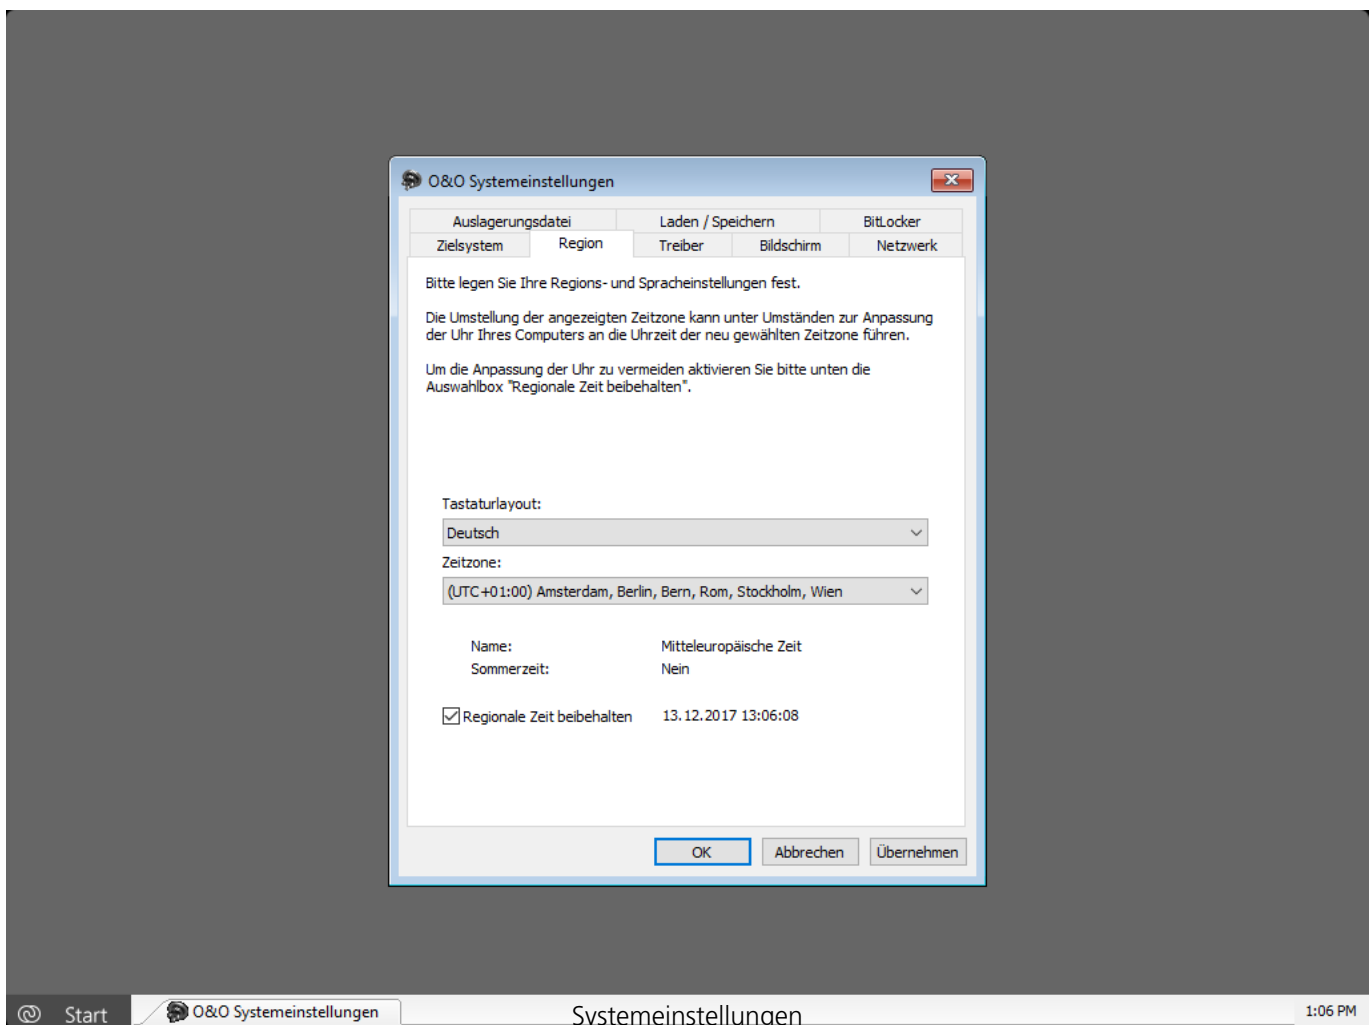 O&O Systemeinstellungen
Auslagerungsdatei Laden / Speichern BitLocker
Zielsystem Region Treiber Bildschirm Netzwerk
Bitte legen Sie Ihre Regions- und Spracheinstellungen fest.
Die Umstellung der angezeigten Zeitzone kann unter Umständen zur Anpassung
der Uhr Ihres Computers an die Uhrzeit der neu gewählten Zeitzone führen.
Um die Anpassung der Uhr zu vermeiden aktivieren Sie bitte unten die
Auswahlbox "Regionale Zeit beibehalten".
Tastaturlayout:
Deutsch
Zeitzone:
(UTC+01:00) Amsterdam, Berlin, Bern, Rom, Stockholm, Wien
Name: Mitteleuropäische Zeit
Sommerzeit: Nein
Regionale Zeit beibehalten 13.12.2017 13:06:08
OK Abbrechen Übernehmen
Start O&O Systemeinstellungen Systemeinstellungen 1:06 PM